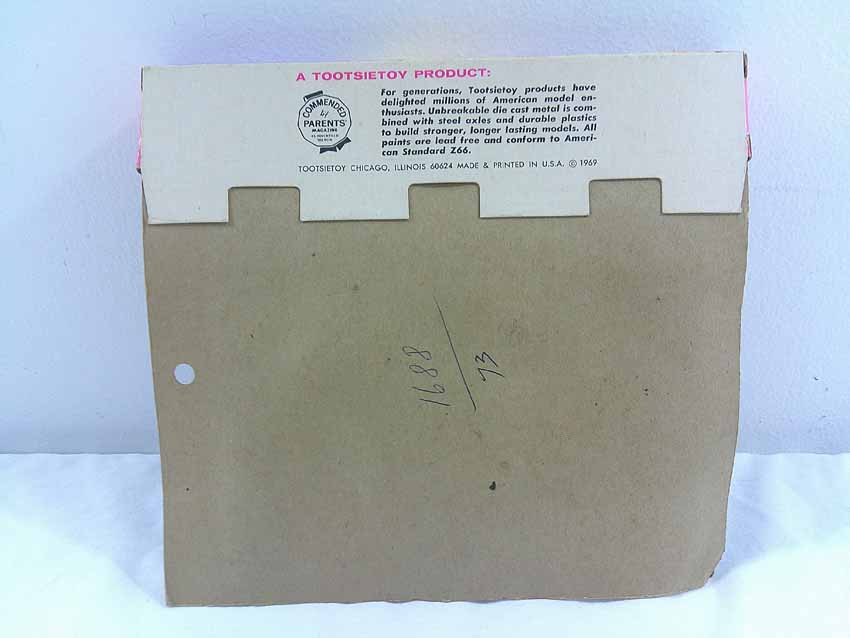 A TOOTSIETOY PRODUCT:
COMMENDED
by
PARENTS'
MAGAZINE
For generations, Tootsietoy products have
delighted millions of American model en-
thusiasts. Unbreakable die cast metal is com-
bined with steel axles and durable plastics
to build stronger, longer lasting models. All
paints are lead free and conform to Ameri-
can Standard Z66.
TOOTSIETOY CHICAGO, ILLINOIS 60624 MADE & PRINTED IN U.S.A. © 1969
1688
73